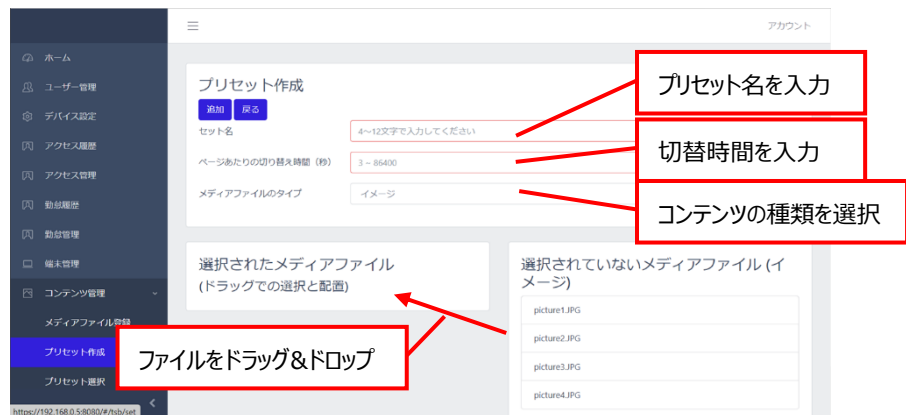 アカウント
ホーム
ユーザー管理
デバイス設定
アクセス履歴
アクセス管理
勤怠履歴
勤怠管理
端末管理
コンテンツ管理
メディアファイル登録
プリセット作成
プリセット選択
https://192.168.0.5:8080/#/tsb/set
プリセット作成
追加 戻る
セット名
4～12文字で入力してください
ページあたりの切り替え時間（秒）
3 ~ 86400
メディアファイルのタイプ
イメージ
プリセット名を入力
切替時間を入力
コンテンツの種類を選択
選択されたメディアファイル
(ドラッグでの選択と配置)
ファイルをドラッグ&ドロップ
選択されていないメディアファイル (イ
メージ)
picture1.JPG
picture2.JPG
picture3.JPG
picture4.JPG